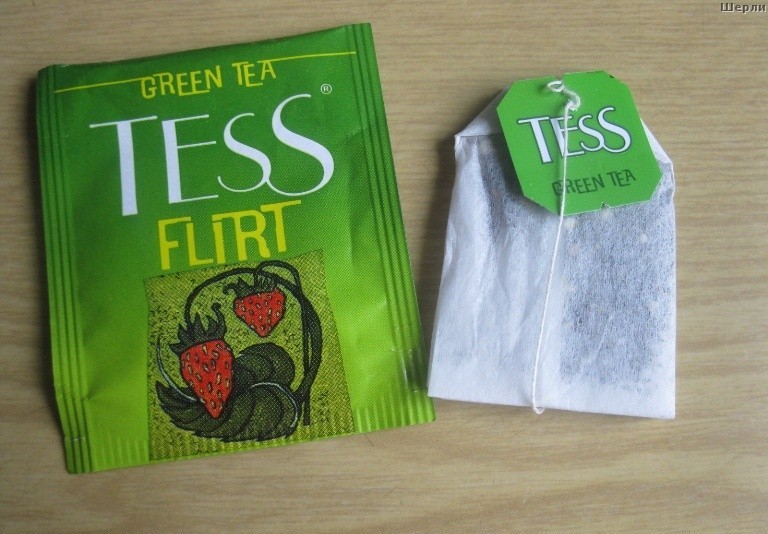 Шерли
GREEN TEA
TESS®
FLIRT
TESS
GREEN TEA